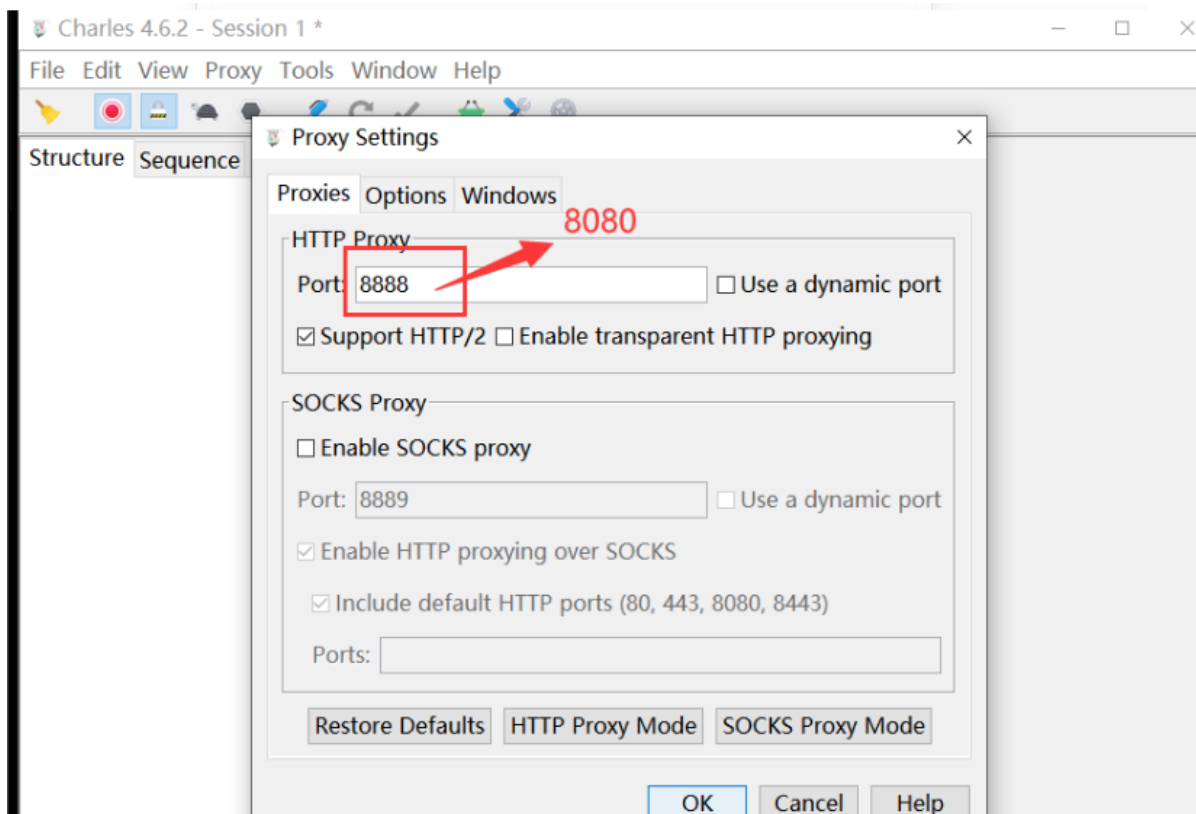 Charles 4.6.2 - Session 1 *
File Edit View Proxy Tools Window Help
Structure Sequence
Proxy Settings
Proxies Options Windows
8080
HTTP Proxy
Port: 8888 Use a dynamic port
Support HTTP/2 Enable transparent HTTP proxying
SOCKS Proxy
Enable SOCKS proxy
Port: 8889 Use a dynamic port
Enable HTTP proxying over SOCKS
Include default HTTP ports (80, 443, 8080, 8443)
Ports:
Restore Defaults HTTP Proxy Mode SOCKS Proxy Mode
OK Cancel Help